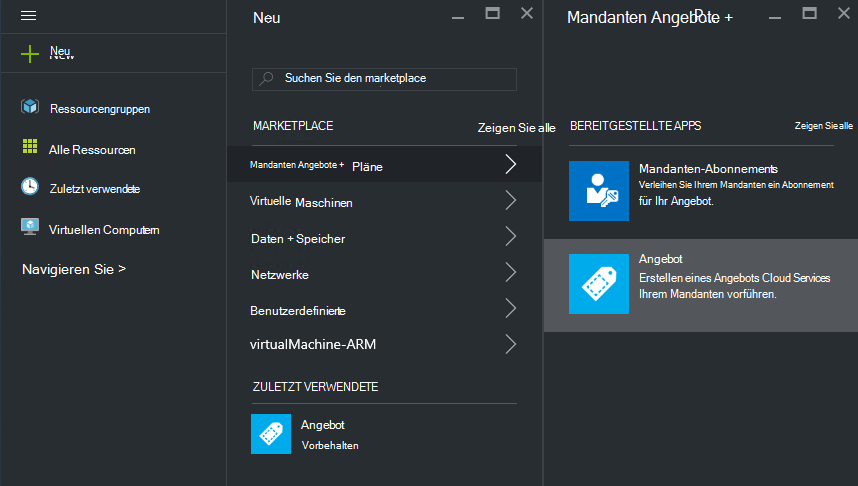 Neu
Ressourcengruppen
Alle Ressourcen
Zuletzt verwendete
Virtuellen Computern
Navigieren Sie >
Neu
Suchen Sie den marketplace
MARKETPLACE
Zeigen Sie alle
Mandanten Angebote + Pläne
Virtuelle Maschinen
Daten + Speicher
Netzwerke
Benutzerdefinierte
virtualMachine-ARM
ZULETZT VERWENDETE
Angebot
Vorbehalten
Mandanten Angebote +
BEREITGESTELLTE APPS
Zeigen Sie alle
Mandanten-Abonnements
Verleihen Sie Ihrem Mandanten ein Abonnement
für Ihr Angebot.
Angebot
Erstellen eines Angebots Cloud Services
Ihrem Mandanten vorführen.